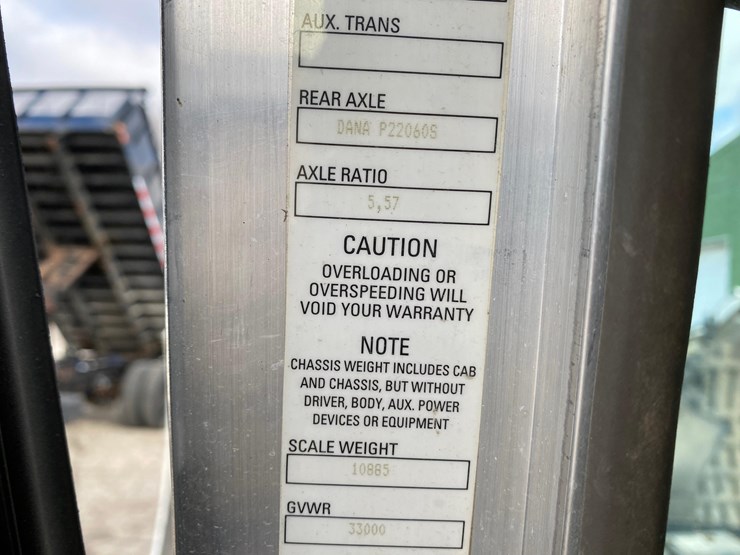 AUX. TRANS
REAR AXLE
DANA P22060S
AXLE RATIO
5,57
CAUTION
OVERLOADING OR
OVERSPEEDING WILL
VOID YOUR WARRANTY
NOTE
CHASSIS WEIGHT INCLUDES CAB
AND CHASSIS, BUT WITHOUT
DRIVER, BODY, AUX. POWER
DEVICES OR EQUIPMENT
SCALE WEIGHT
10885
GVWR
33000